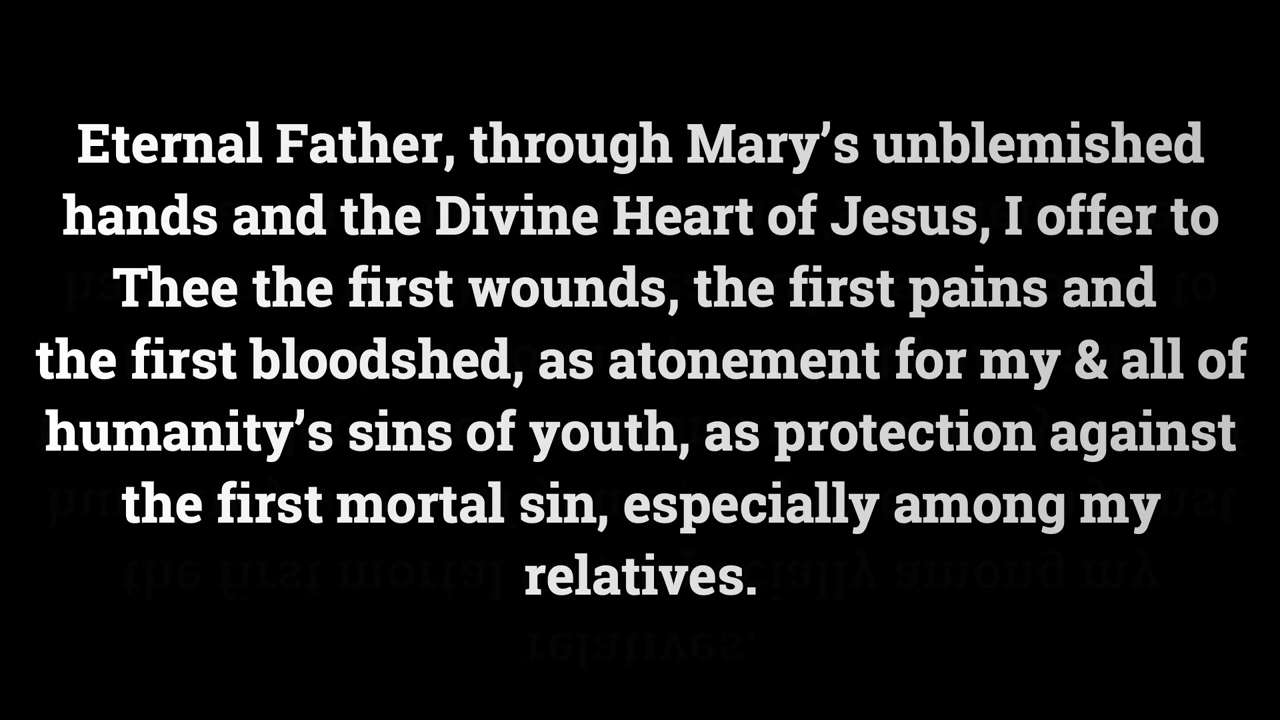 Eternal Father, through Mary’s unblemished
hands and the Divine Heart of Jesus, I offer to
Thee the first wounds, the first pains and
the first bloodshed, as atonement for my & all of
humanity’s sins of youth, as protection against
the first mortal sin, especially among my
relatives.